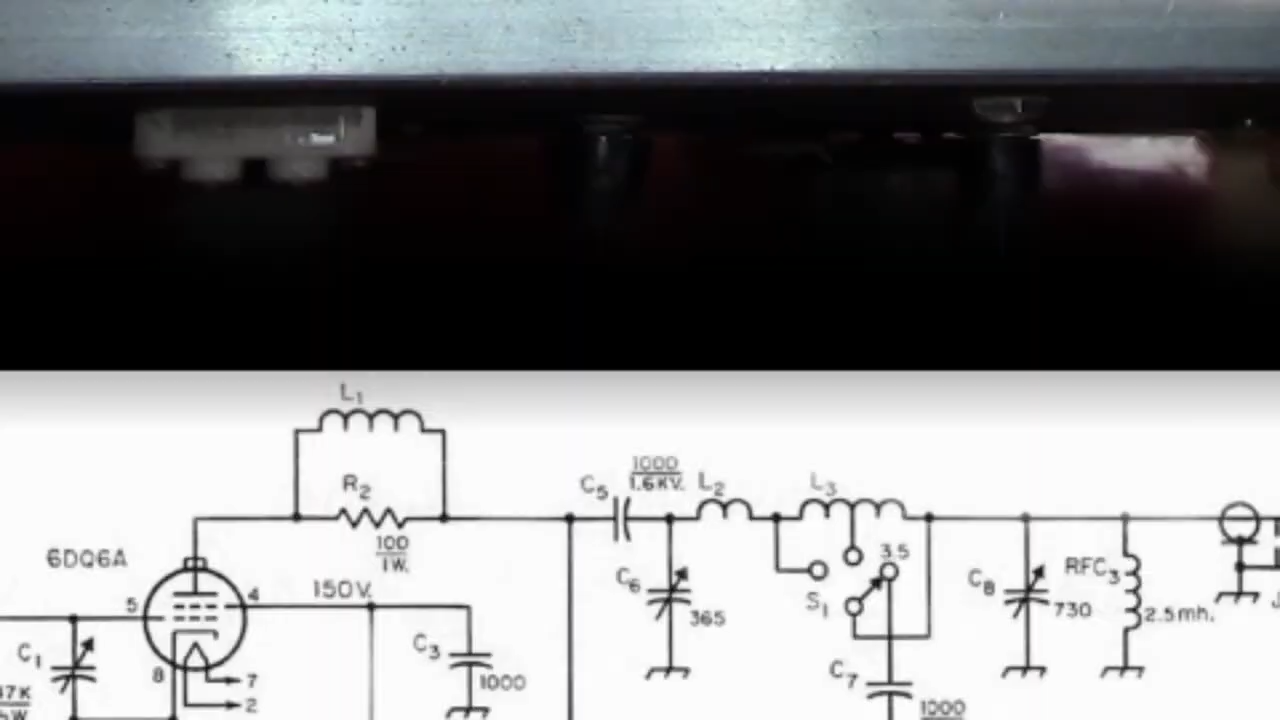 L1
R2
100
1W.
6DQ6A
150V.
5
4
8
7
2
C1
47K
C3
1000
C5
1000
1.6KV.
L2
L3
C6
365
S1
3.5
C7
1000
C8
730
RFC3
2.5mh.
J